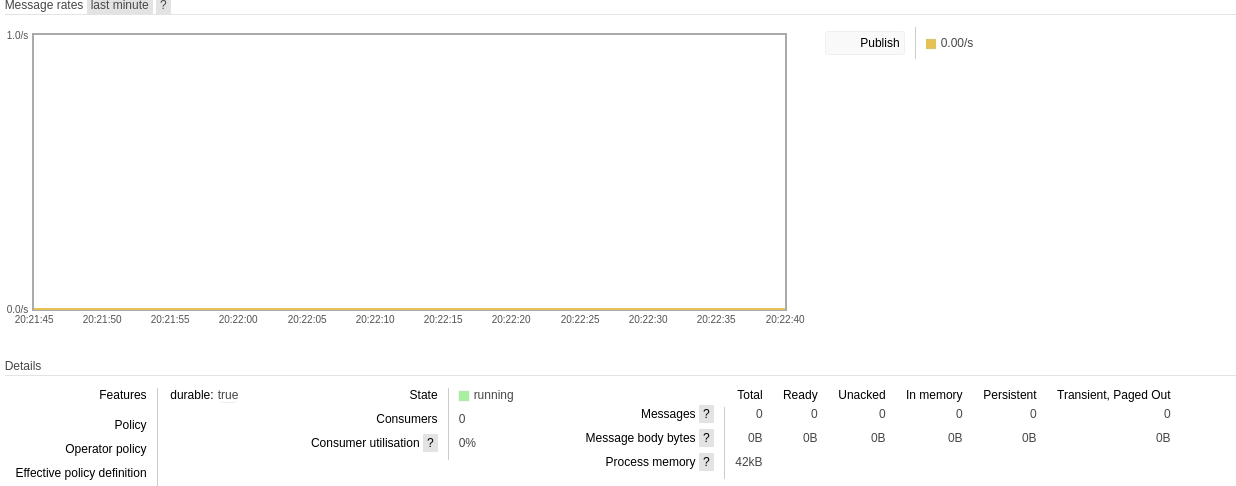 Message rates last minute ?
1.0/s
Publish 0.00/s
0.0/s
20:21:45 20:21:50 20:21:55 20:22:00 20:22:05 20:22:10 20:22:15 20:22:20 20:22:25 20:22:30 20:22:35 20:22:40
Details
Features durable: true
Policy
Operator policy
Effective policy definition
State running
Consumers 0
Consumer utilisation ? 0%
Total Ready Unacked In memory Persistent Transient, Paged Out
Messages ? 0 0 0 0 0 0
Message body bytes ? 0B 0B 0B 0B 0B 0B
Process memory ? 42kB